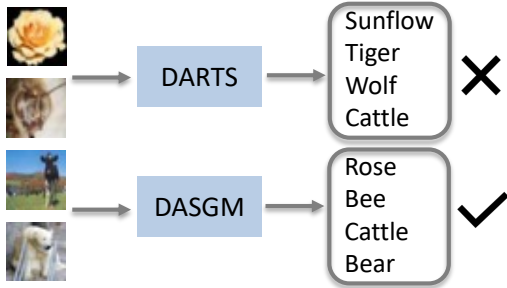 DARTS
Sunflow
Tiger
Wolf
Cattle
DASGM
Rose
Bee
Cattle
Bear